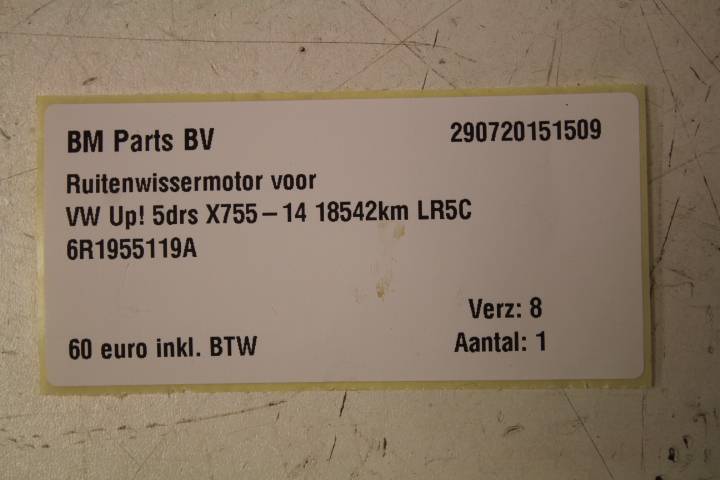 BM Parts BV
290720151509
Ruitenwissermotor voor
VW Up! 5drs X755-14 18542km LR5C
6R1955119A
Verz: 8
60 euro inkl. BTW
Aantal: 1